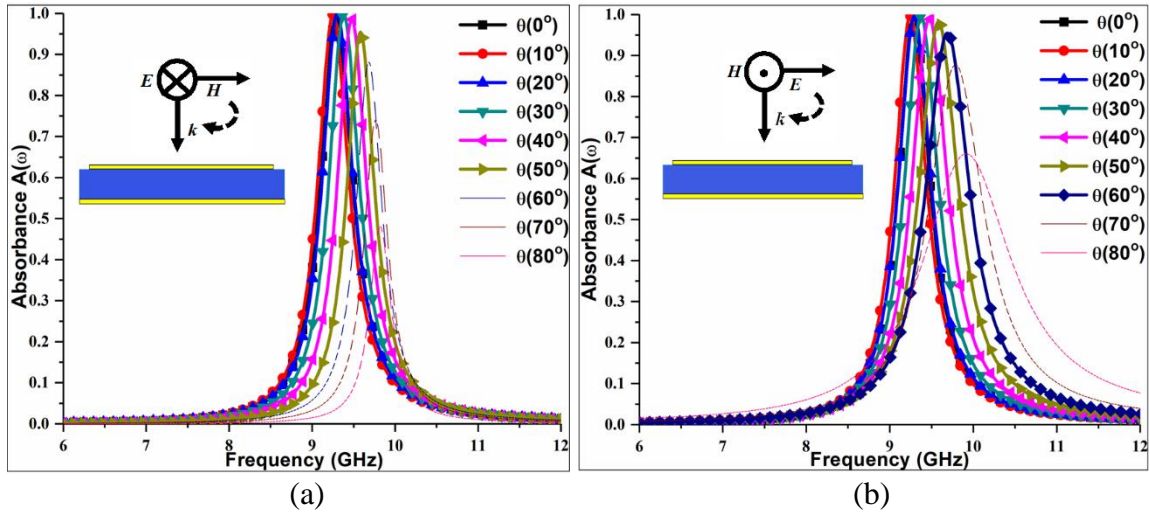 1.0
0.9
0.8
0.7
0.6
0.5
0.4
0.3
0.2
0.1
0.0
Absorbance A(ω)
E
H
k
θ(0°)
θ(10°)
θ(20°)
θ(30°)
θ(40°)
θ(50°)
θ(60°)
θ(70°)
θ(80°)
6 7 8 9 10 11 12
Frequency (GHz)
(a)
1.0
0.9
0.8
0.7
0.6
0.5
0.4
0.3
0.2
0.1
0.0
Absorbance A(ω)
H
E
k
θ(0°)
θ(10°)
θ(20°)
θ(30°)
θ(40°)
θ(50°)
θ(60°)
θ(70°)
θ(80°)
6 7 8 9 10 11 12
Frequency (GHz)
(b)